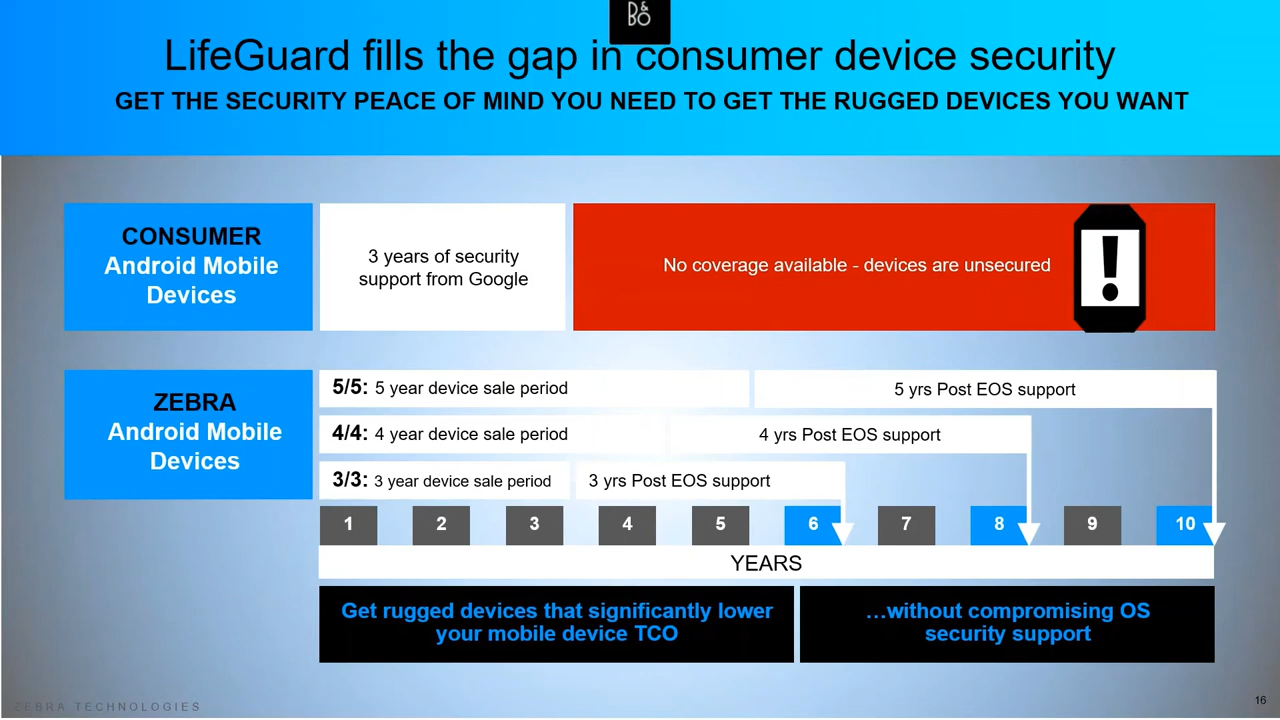 B&
BO
LifeGuard fills the gap in consumer device security
GET THE SECURITY PEACE OF MIND YOU NEED TO GET THE RUGGED DEVICES YOU WANT
CONSUMER
Android Mobile
Devices
3 years of security
support from Google
No coverage available - devices are unsecured
!
ZEBRA
Android Mobile
Devices
5/5: 5 year device sale period
5 yrs Post EOS support
4/4: 4 year device sale period
4 yrs Post EOS support
3/3: 3 year device sale period
3 yrs Post EOS support
1 2 3 4 5 6 7 8 9 10
YEARS
Get rugged devices that significantly lower
your mobile device TCO
...without compromising OS
security support
ZEBRA TECHNOLOGIES
16